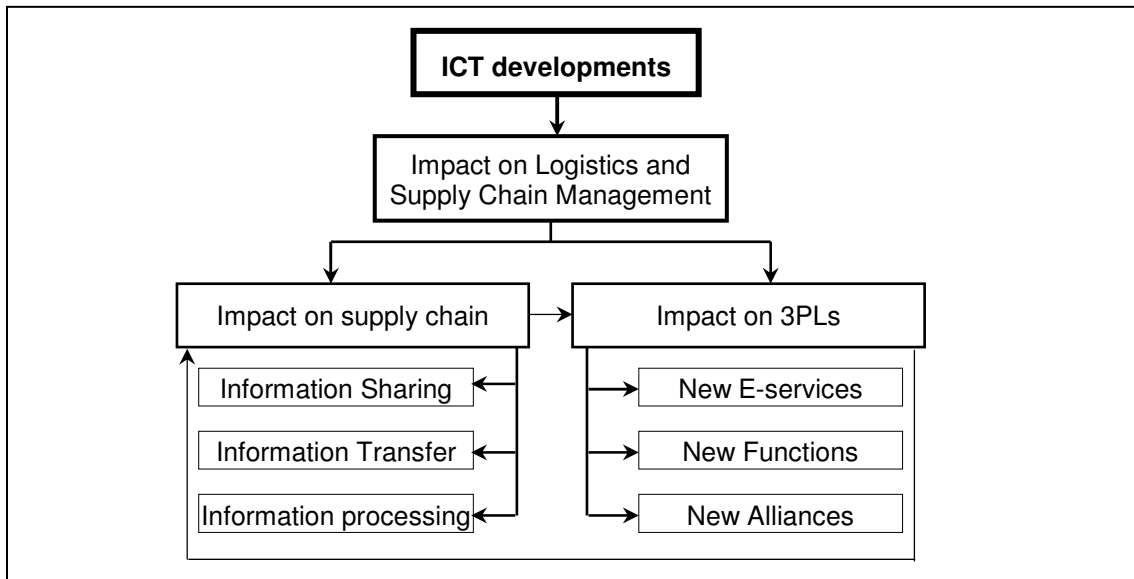 ICT developments
Impact on Logistics and
Supply Chain Management
Impact on supply chain
Impact on 3PLs
Information Sharing
New E-services
Information Transfer
New Functions
Information processing
New Alliances